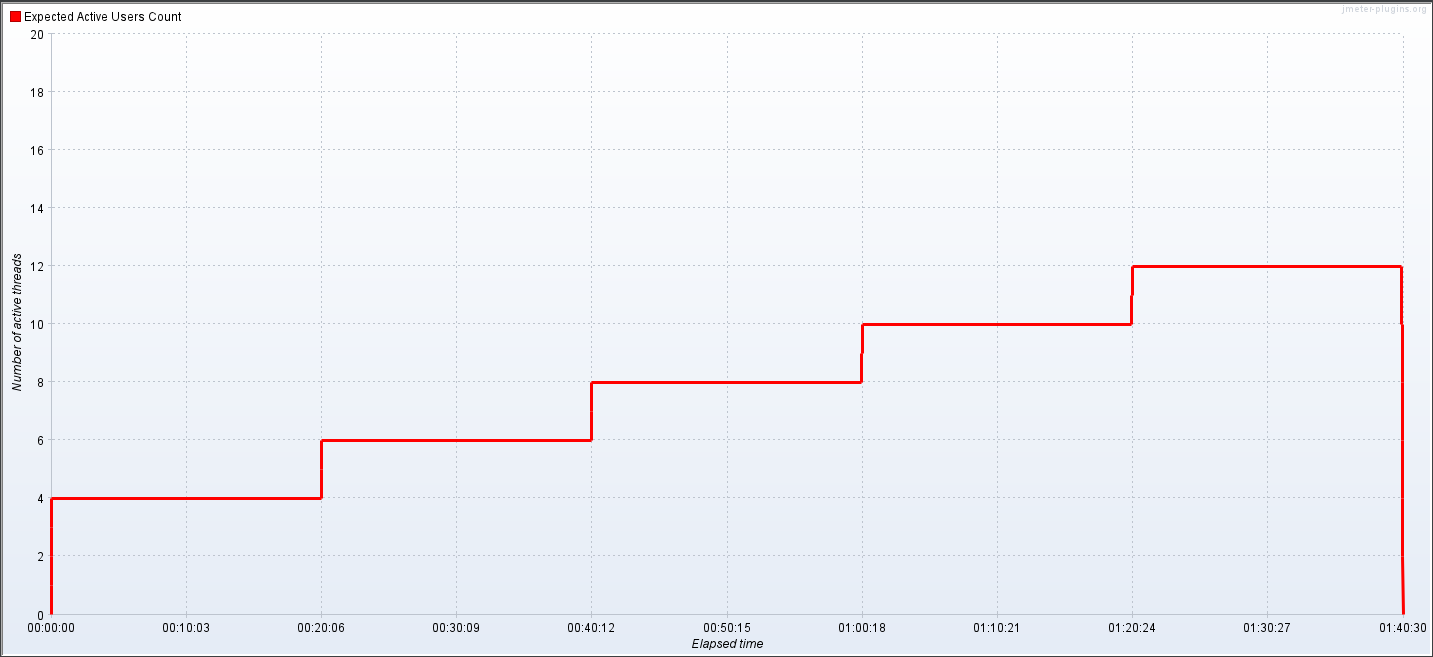 Expected Active Users Count
jmeter-plugins.org
20
18
16
14
12
10
8
6
4
2
0
Number of active threads
00:00:00 00:10:03 00:20:06 00:30:09 00:40:12 00:50:15 01:00:18 01:10:21 01:20:24 01:30:27 01:40:30
Elapsed time